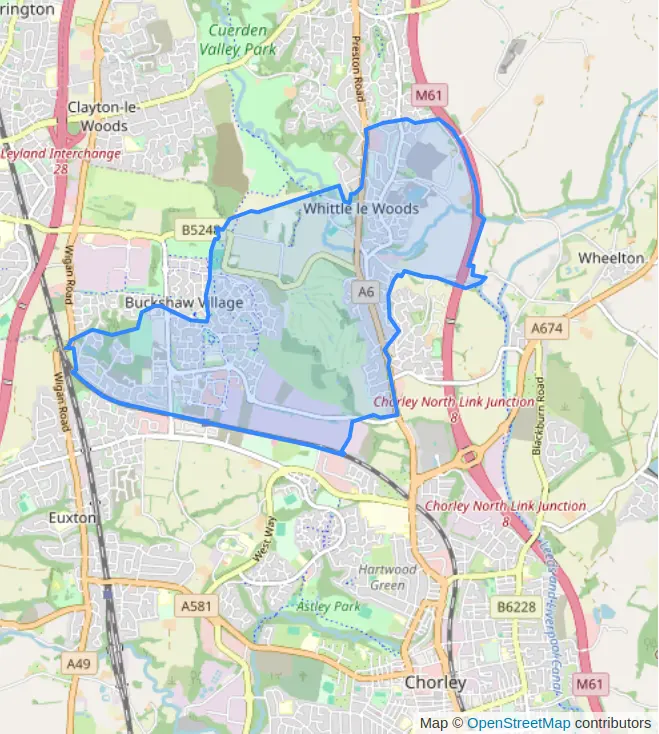 rington
Cuerden
Valley Park
Preston Road
M61
Clayton-le-
Woods
Leyland Interchange
28
Whittle le Woods
B5248
Wigan Road
Wheelton
A6
Buckshaw Village
A674
Wigan Road
Chorley North Link Junction
8
Blackburn Road
Chorley North Link Junction
8
Euxton
West Way
Leeds and Liverpool Canal
Hartwood
Green
A581
Astley Park
B6228
A49
Chorley
M61
Map © OpenStreetMap contributors